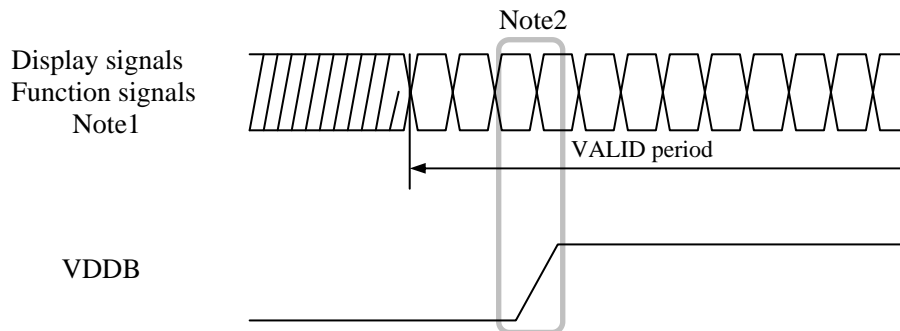 Note2
Display signals
Function signals
Note1
VALID period
VDDB